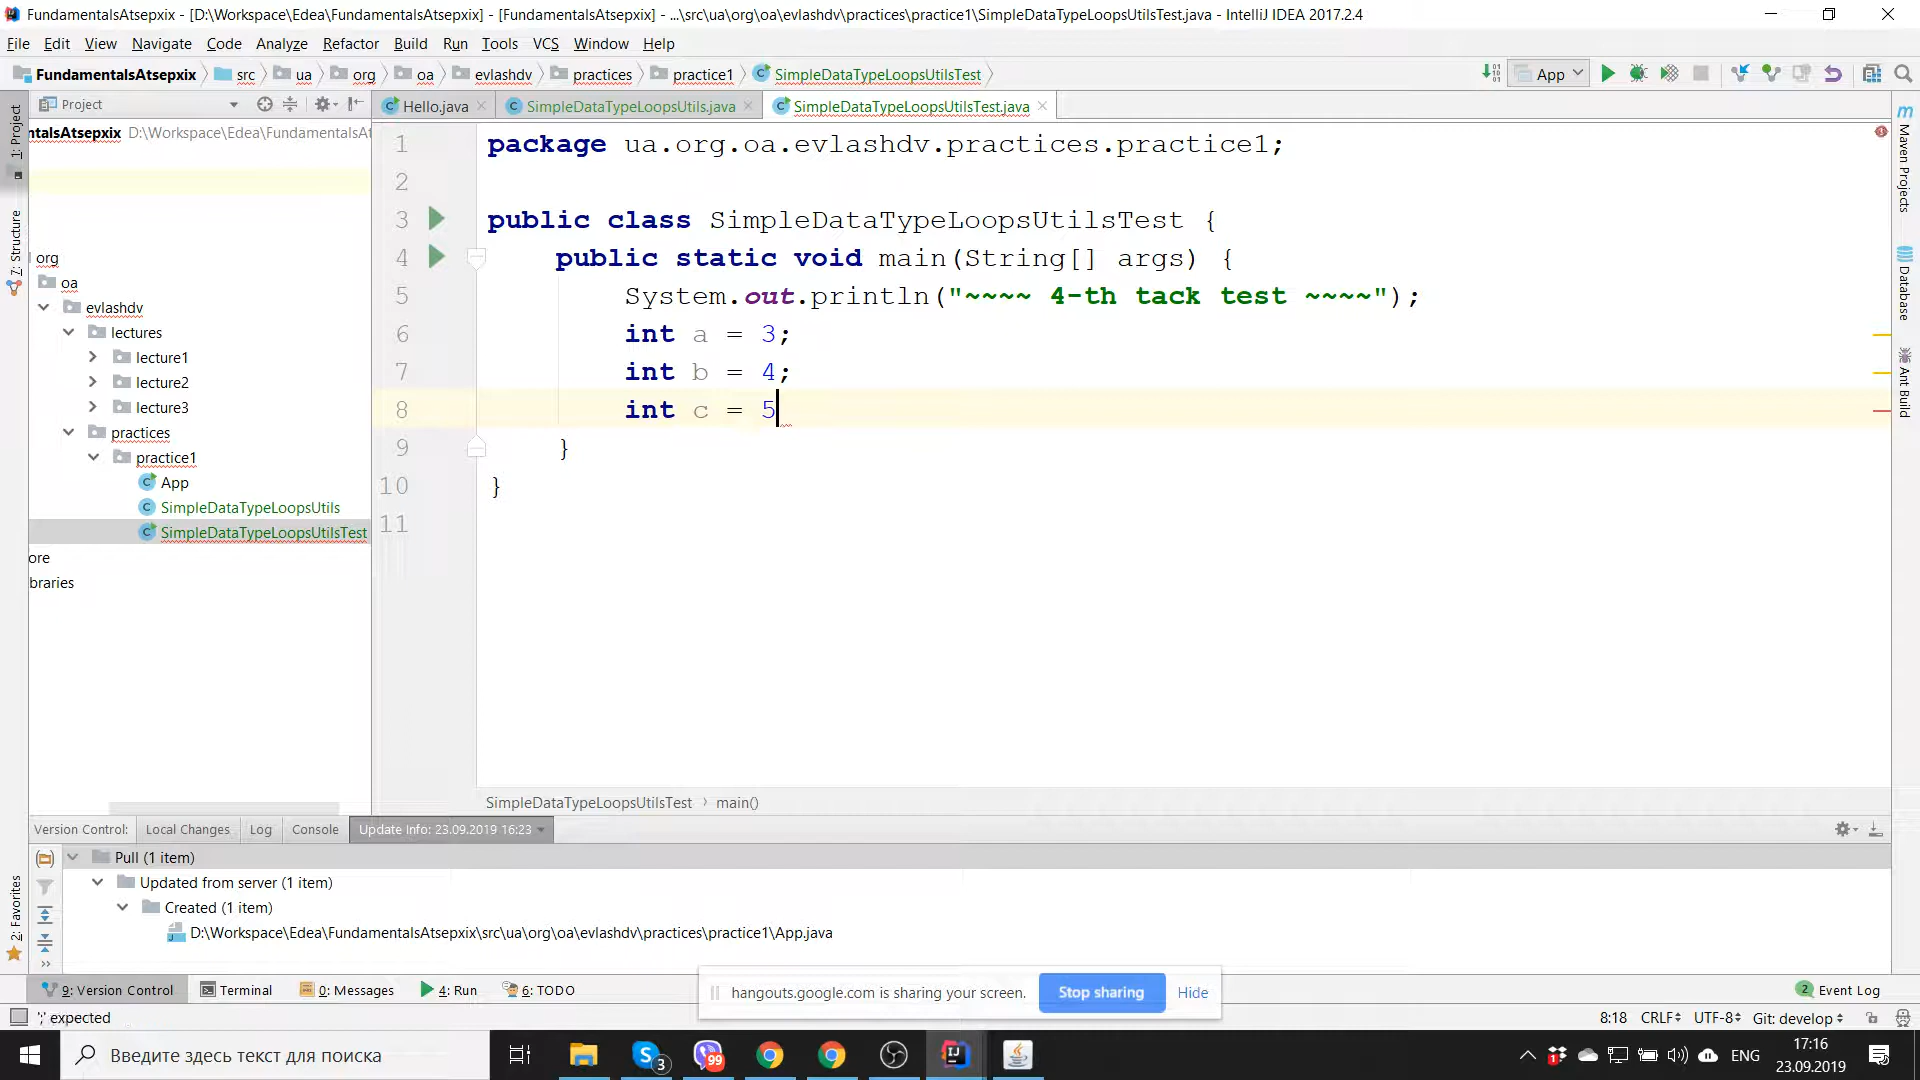 FundamentalsAtsepxix - [D:\Workspace\Edea\FundamentalsAtsepxix] - [FundamentalsAtsepxix] - ...\src\ua\org\oa\evlashdv\practices\practice1\SimpleDataTypeLoopsUtilsTest.java - IntelliJ IDEA 2017.2.4
File Edit View Navigate Code Analyze Refactor Build Run Tools VCS Window Help
FundamentalsAtsepxix src ua org oa evlashdv practices practice1 SimpleDataTypeLoopsUtilsTest App
Project
Hello.java SimpleDataTypeLoopsUtils.java SimpleDataTypeLoopsUtilsTest.java
1: Project
7: Structure
2: Favorites
ntalsAtsepxix D:\Workspace\Edea\FundamentalsAt
org
oa
evlashdv
lectures
lecture1
lecture2
lecture3
practices
practice1
App
SimpleDataTypeLoopsUtils
SimpleDataTypeLoopsUtilsTest
ore
braries
1 package ua.org.oa.evlashdv.practices.practice1;
2
3 public class SimpleDataTypeLoopsUtilsTest {
4 public static void main(String[] args) {
5 System.out.println("~~~~ 4-th tack test ~~~~");
6 int a = 3;
7 int b = 4;
8 int c = 5
9 }
10 }
11
SimpleDataTypeLoopsUtilsTest › main()
Maven Projects
Database
Ant Build
Version Control: Local Changes Log Console Update Info: 23.09.2019 16:23
Pull (1 item)
Updated from server (1 item)
Created (1 item)
D:\Workspace\Edea\FundamentalsAtsepxix\src\ua\org\oa\evlashdv\practices\practice1\App.java
9: Version Control Terminal 0: Messages 4: Run 6: TODO
hangouts.google.com is sharing your screen. Stop sharing Hide
2 Event Log
';' expected
8:18 CRLF UTF-8 Git: develop
Введите здесь текст для поиска
3
99
1
ENG
17:16
23.09.2019